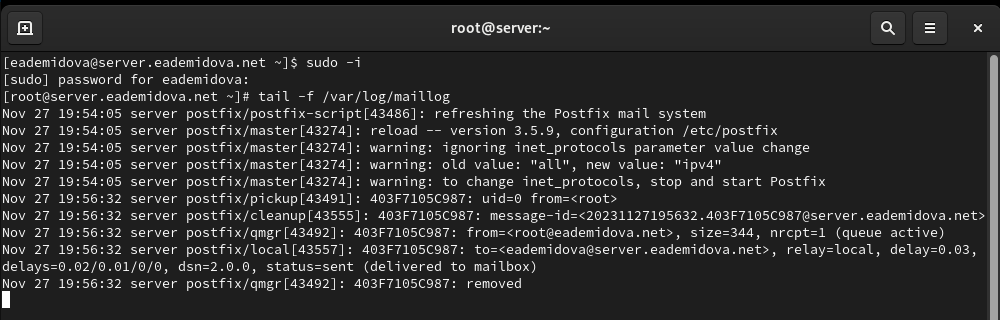 root@server:~
[eademidova@server.eademidova.net ~]$ sudo -i
[sudo] password for eademidova:
[root@server.eademidova.net ~]# tail -f /var/log/maillog
Nov 27 19:54:05 server postfix/postfix-script[43486]: refreshing the Postfix mail system
Nov 27 19:54:05 server postfix/master[43274]: reload -- version 3.5.9, configuration /etc/postfix
Nov 27 19:54:05 server postfix/master[43274]: warning: ignoring inet_protocols parameter value change
Nov 27 19:54:05 server postfix/master[43274]: warning: old value: "all", new value: "ipv4"
Nov 27 19:54:05 server postfix/master[43274]: warning: to change inet_protocols, stop and start Postfix
Nov 27 19:56:32 server postfix/pickup[43491]: 403F7105C987: uid=0 from=<root>
Nov 27 19:56:32 server postfix/cleanup[43555]: 403F7105C987: message-id=<20231127195632.403F7105C987@server.eademidova.net>
Nov 27 19:56:32 server postfix/qmgr[43492]: 403F7105C987: from=<root@eademidova.net>, size=344, nrcpt=1 (queue active)
Nov 27 19:56:32 server postfix/local[43557]: 403F7105C987: to=<eademidova@server.eademidova.net>, relay=local, delay=0.03,
delays=0.02/0.01/0/0, dsn=2.0.0, status=sent (delivered to mailbox)
Nov 27 19:56:32 server postfix/qmgr[43492]: 403F7105C987: removed